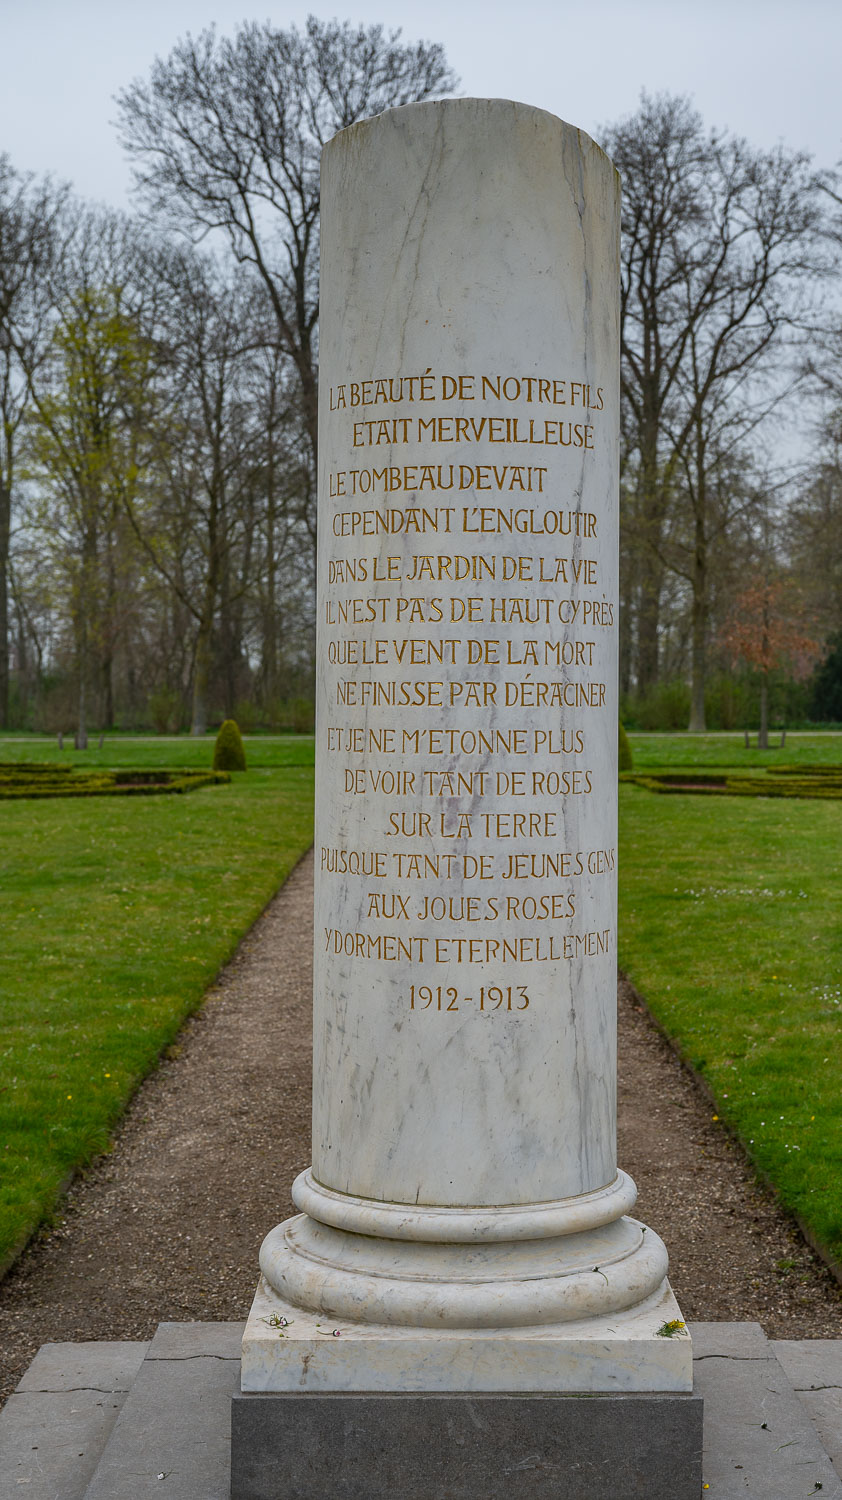 LA BEAUTÉ DE NOTRE FILS
ETAIT MERVEILLEUSE
LE TOMBEAU DEVAIT
CEPENDANT L'ENGLOUTIR
DANS LE JARDIN DE LA VIE
IL N'EST PAS DE HAUT CYPRÈS
QUE LE VENT DE LA MORT
NE FINISSE PAR DÉRACINER
ET JE NE M'ETONNE PLUS
DE VOIR TANT DE ROSES
SUR LA TERRE
PUISQUE TANT DE JEUNES GENS
AUX JOUES ROSES
Y DORMENT ETERNELLEMENT
1912-1913